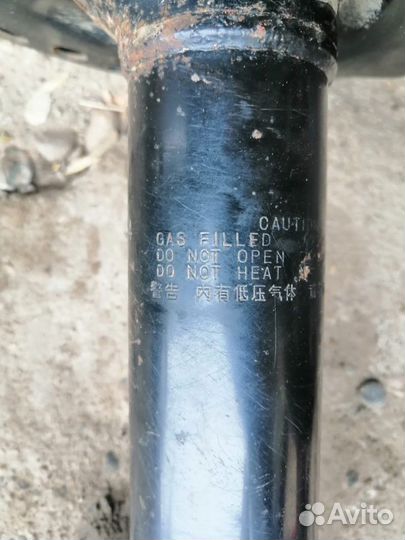 CAUTI
GAS FILLED
DO NOT OPEN
DO NOT HEAT
警告 内有低压气体
Avito